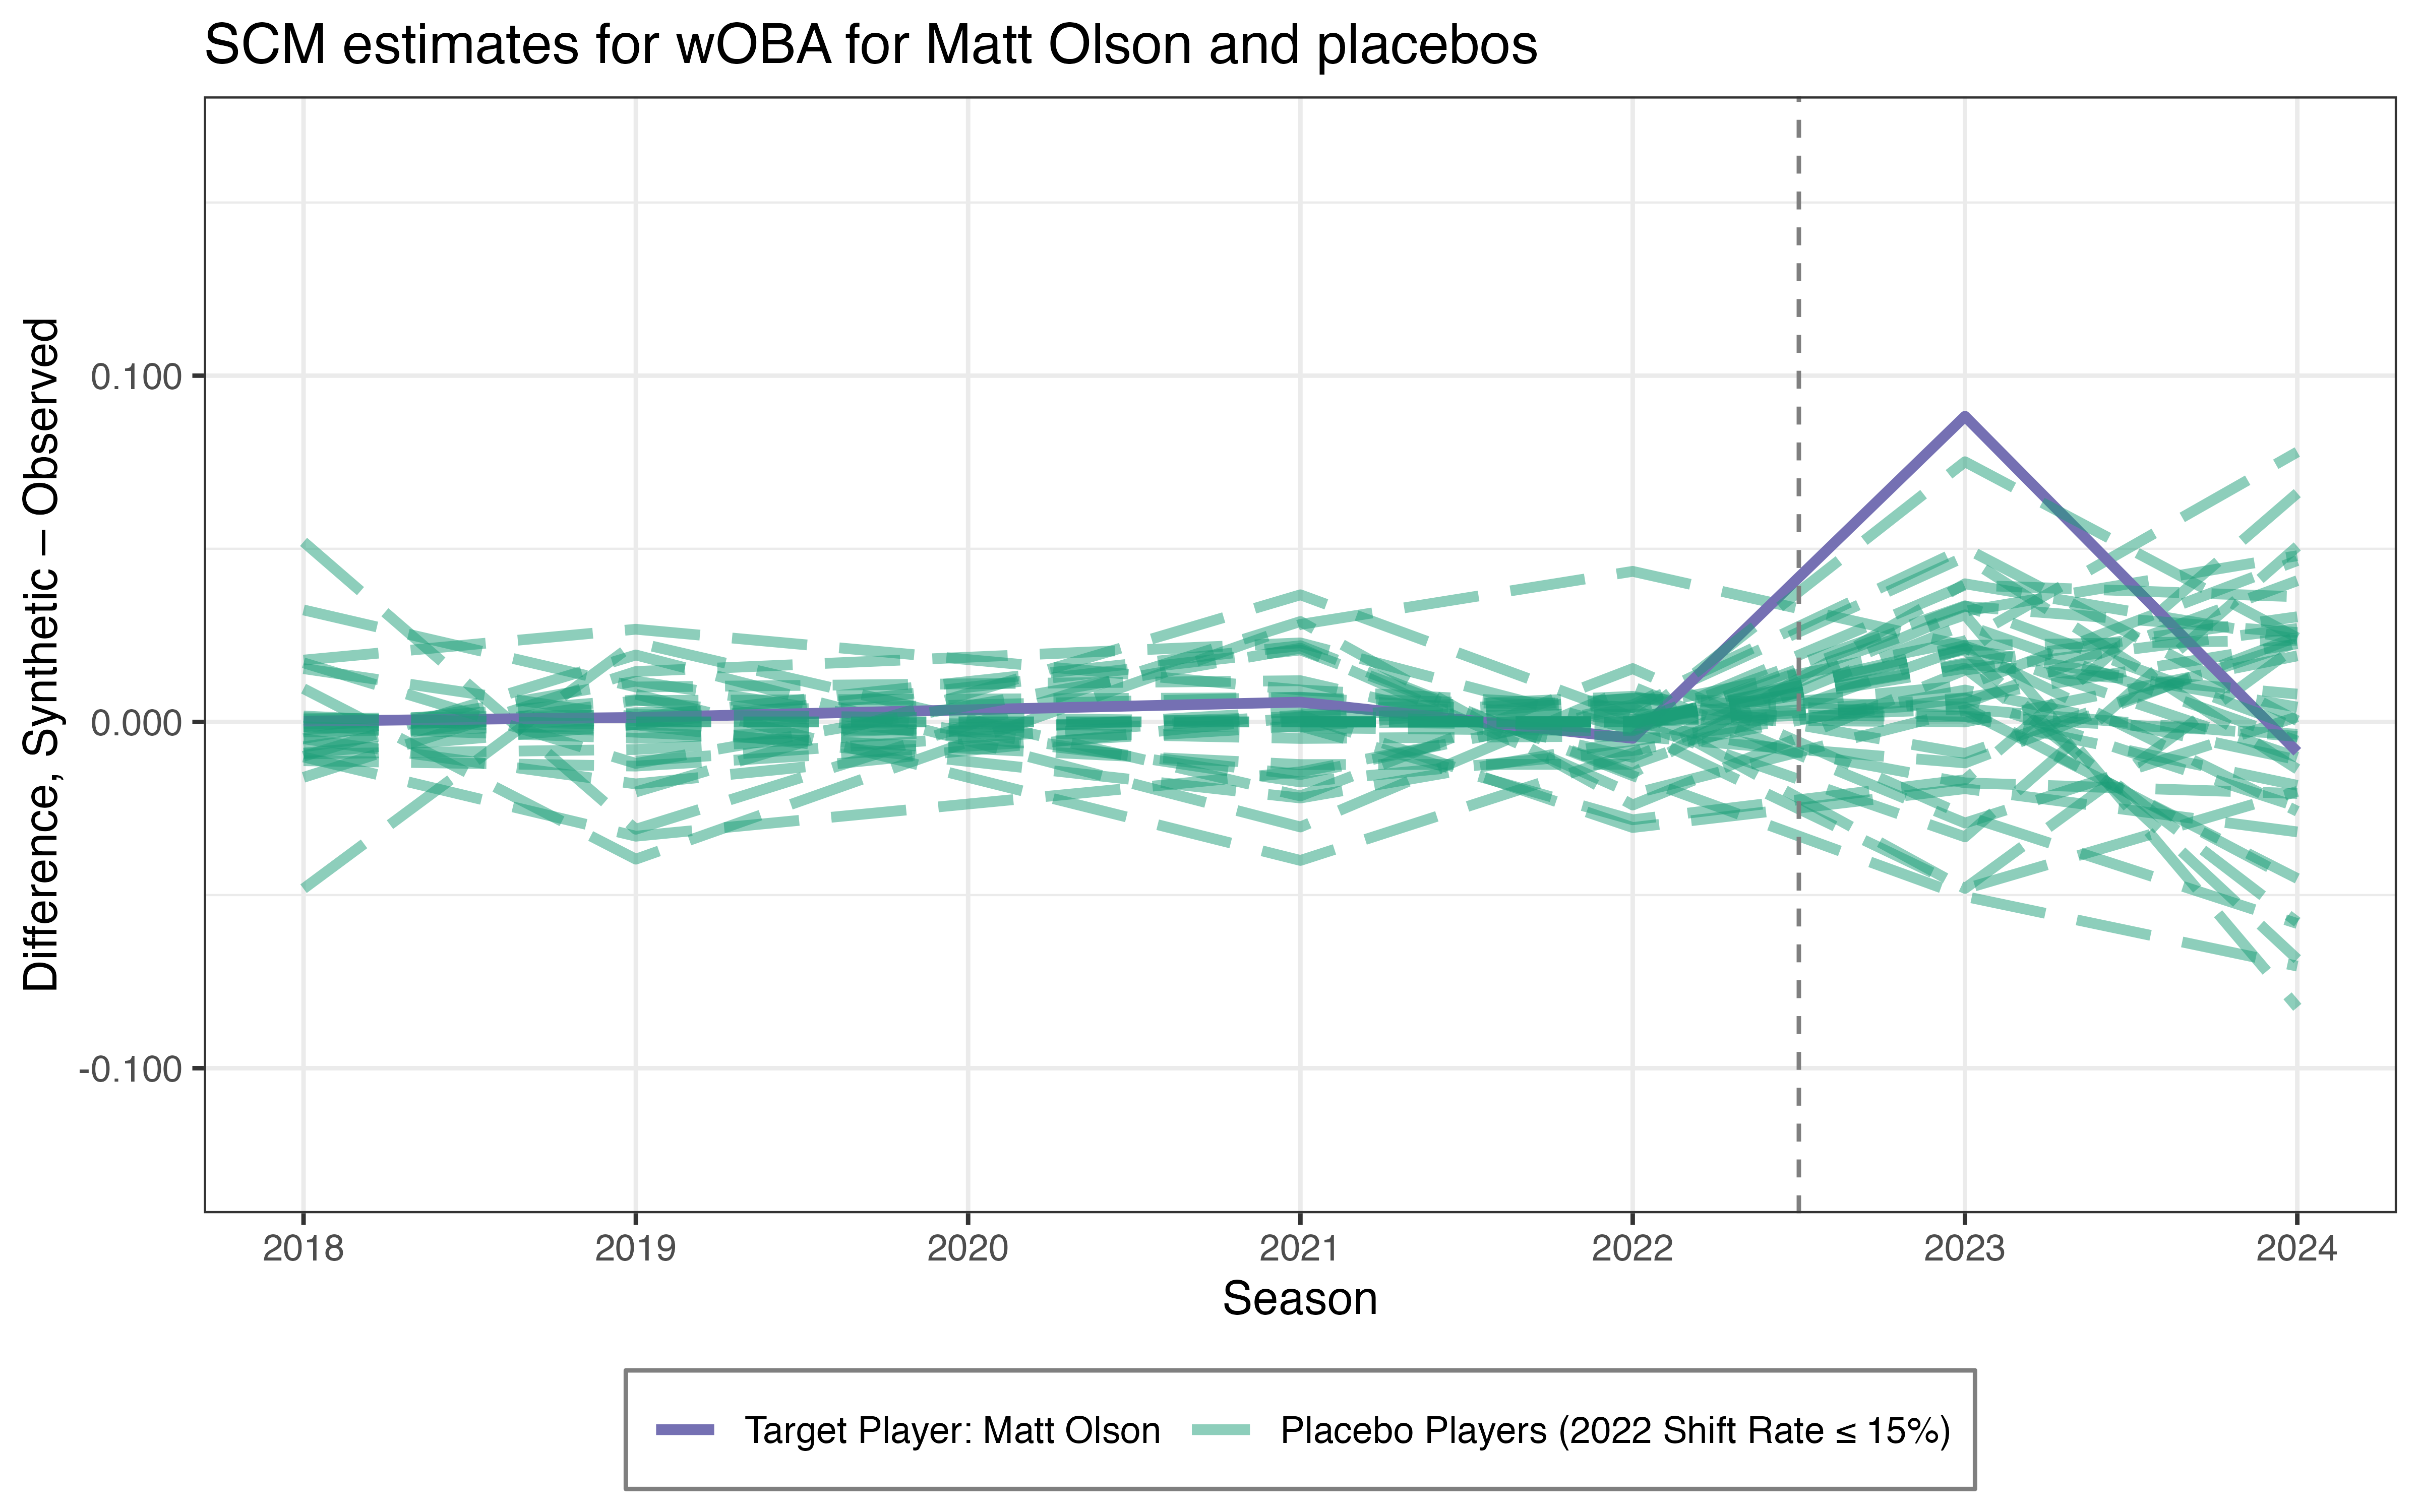 SCM estimates for wOBA for Matt Olson and placebos
Difference, Synthetic − Observed
0.100
0.000
-0.100
2018 2019 2020 2021 2022 2023 2024
Season
Target Player: Matt Olson Placebo Players (2022 Shift Rate ≤ 15%)